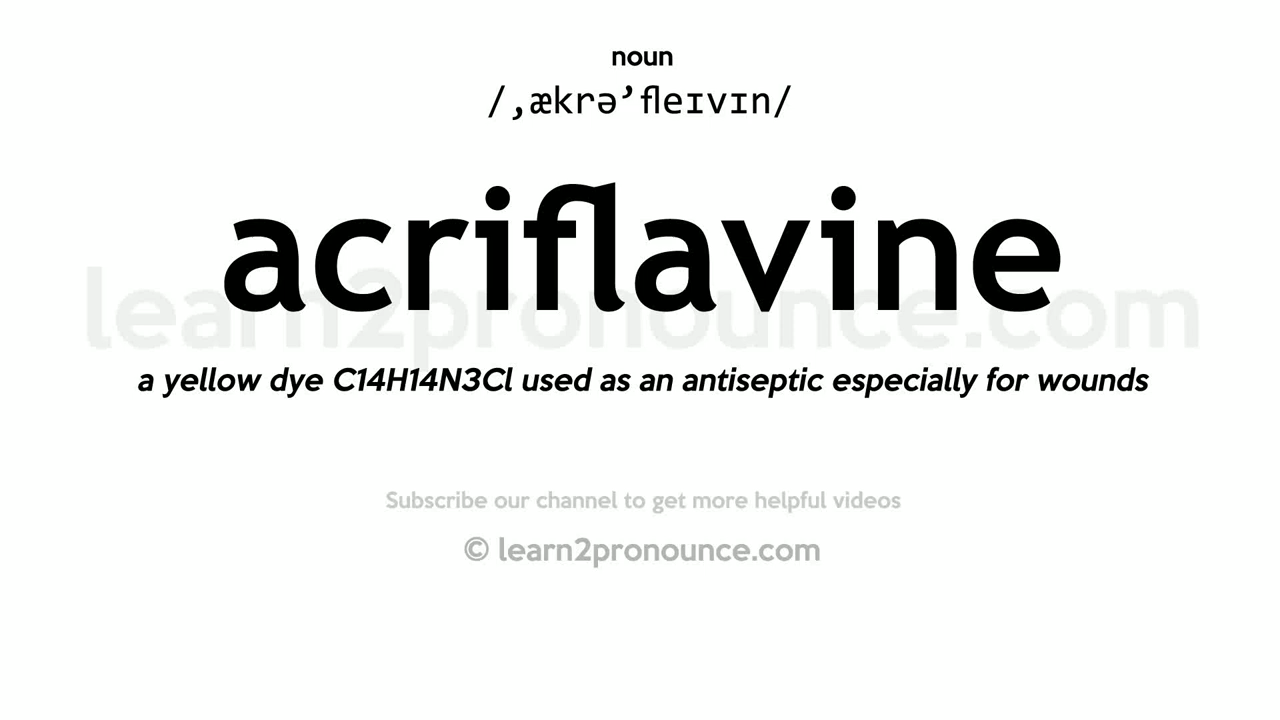 noun
/ˌækrəˈfleɪvɪn/
acriflavine
learn2pronounce.com
a yellow dye C14H14N3Cl used as an antiseptic especially for wounds
Subscribe our channel to get more helpful videos
© learn2pronounce.com